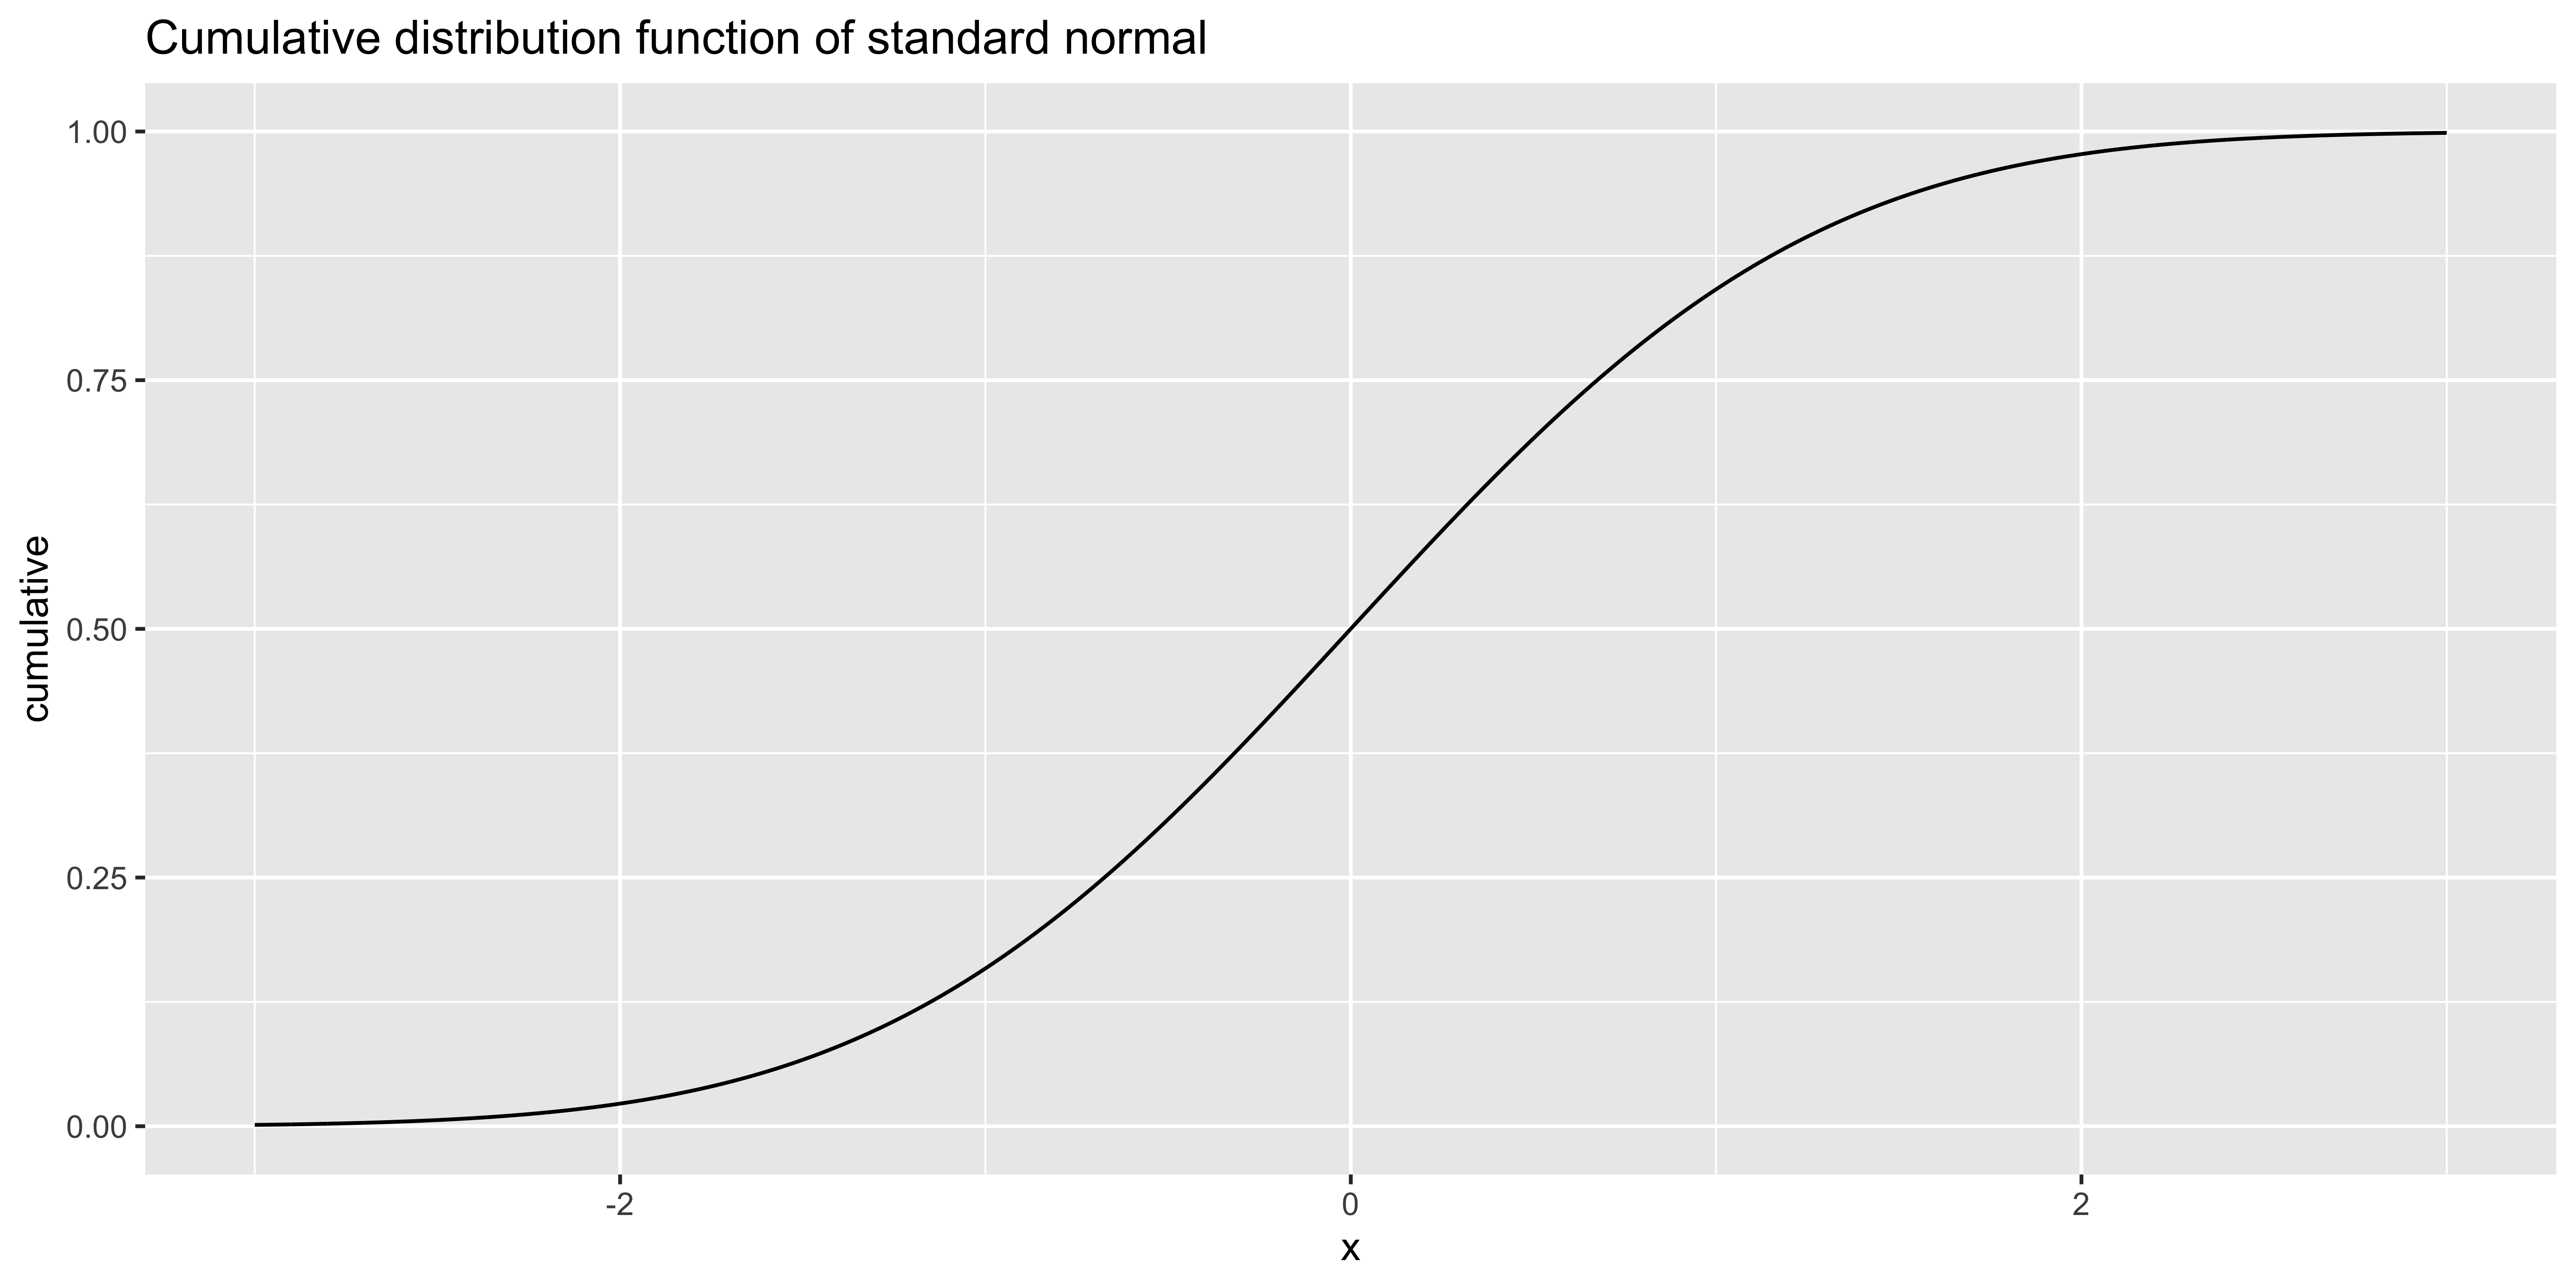 Cumulative distribution function of standard normal
1.00
0.75
0.50
0.25
0.00
cumulative
-2 0 2
x